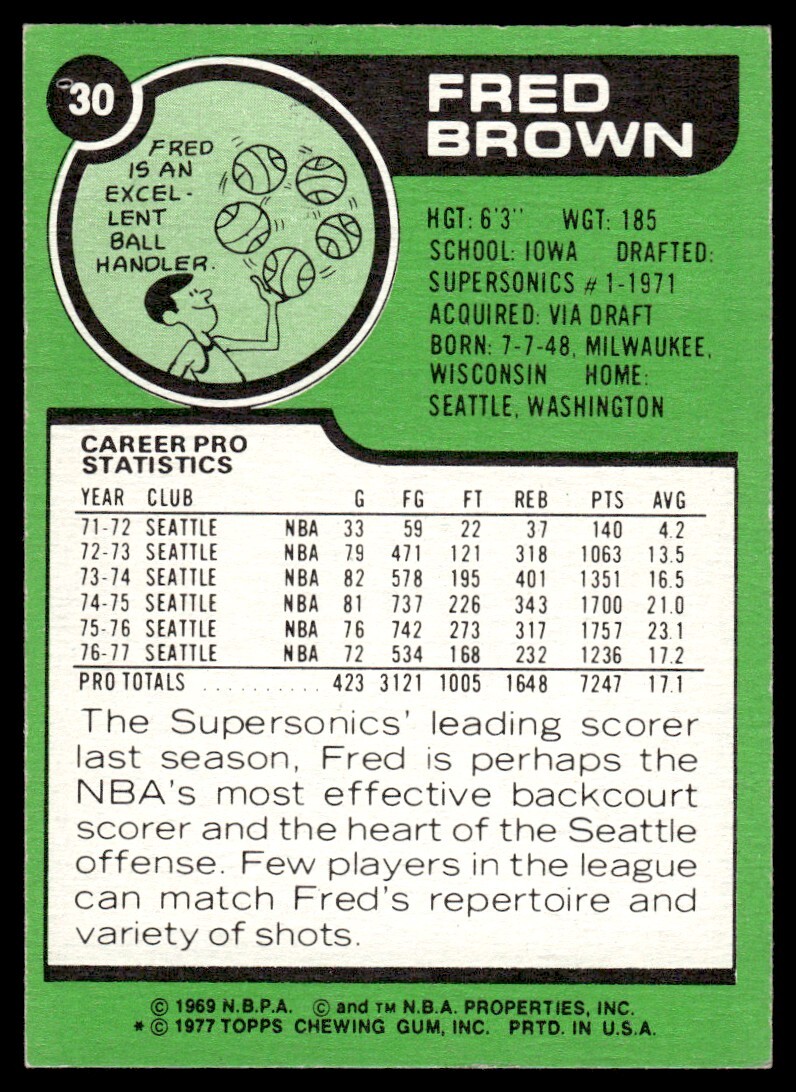 30
FRED
BROWN
FRED
IS AN
EXCEL-
LENT
BALL
HANDLER.
HGT: 6'3" WGT: 185
SCHOOL: IOWA DRAFTED:
SUPERSONICS # 1-1971
ACQUIRED: VIA DRAFT
BORN: 7-7-48, MILWAUKEE,
WISCONSIN HOME:
SEATTLE, WASHINGTON
CAREER PRO
STATISTICS
YEAR CLUB G FG FT REB PTS AVG
71-72 SEATTLE NBA 33 59 22 37 140 4.2
72-73 SEATTLE NBA 79 471 121 318 1063 13.5
73-74 SEATTLE NBA 82 578 195 401 1351 16.5
74-75 SEATTLE NBA 81 737 226 343 1700 21.0
75-76 SEATTLE NBA 76 742 273 317 1757 23.1
76-77 SEATTLE NBA 72 534 168 232 1236 17.2
PRO TOTALS .......... 423 3121 1005 1648 7247 17.1
The Supersonics' leading scorer
last season, Fred is perhaps the
NBA's most effective backcourt
scorer and the heart of the Seattle
offense. Few players in the league
can match Fred's repertoire and
variety of shots.
© 1969 N.B.P.A. © and TM N.B.A. PROPERTIES, INC.
* © 1977 TOPPS CHEWING GUM, INC. PRTD. IN U.S.A.